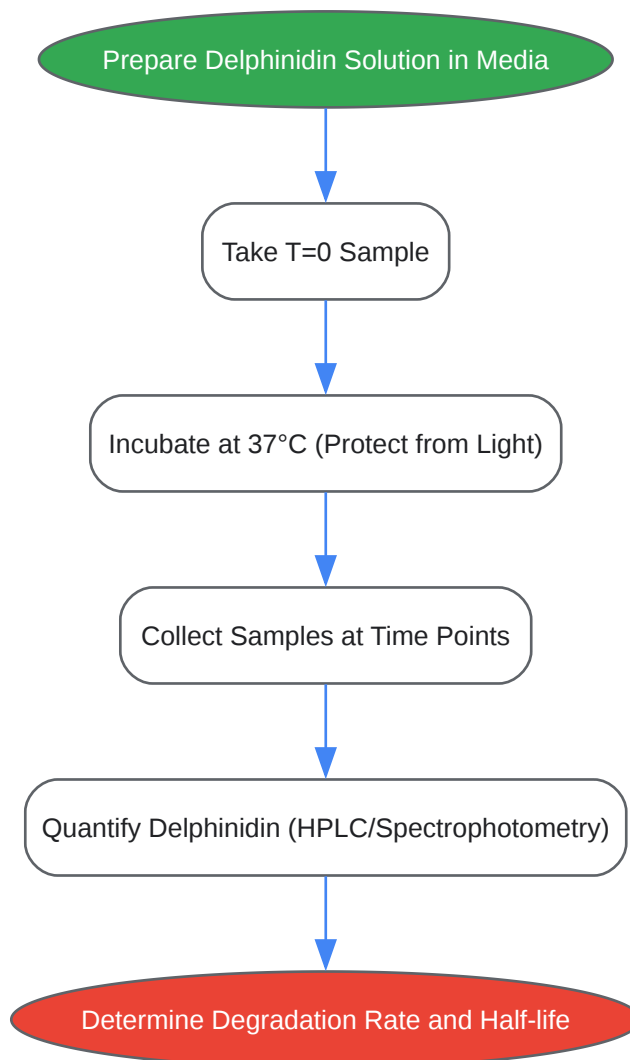 Prepare Delphinidin Solution in Media
Take T=0 Sample
Incubate at 37°C (Protect from Light)
Collect Samples at Time Points
Quantify Delphinidin (HPLC/Spectrophotometry)
Determine Degradation Rate and Half-life